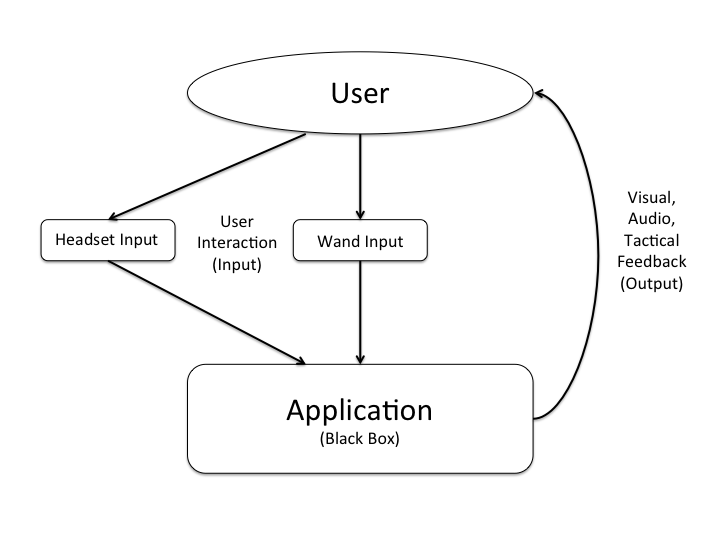 User
Headset Input
User
Interaction
(Input)
Wand Input
Visual,
Audio,
Tactical
Feedback
(Output)
Application
(Black Box)